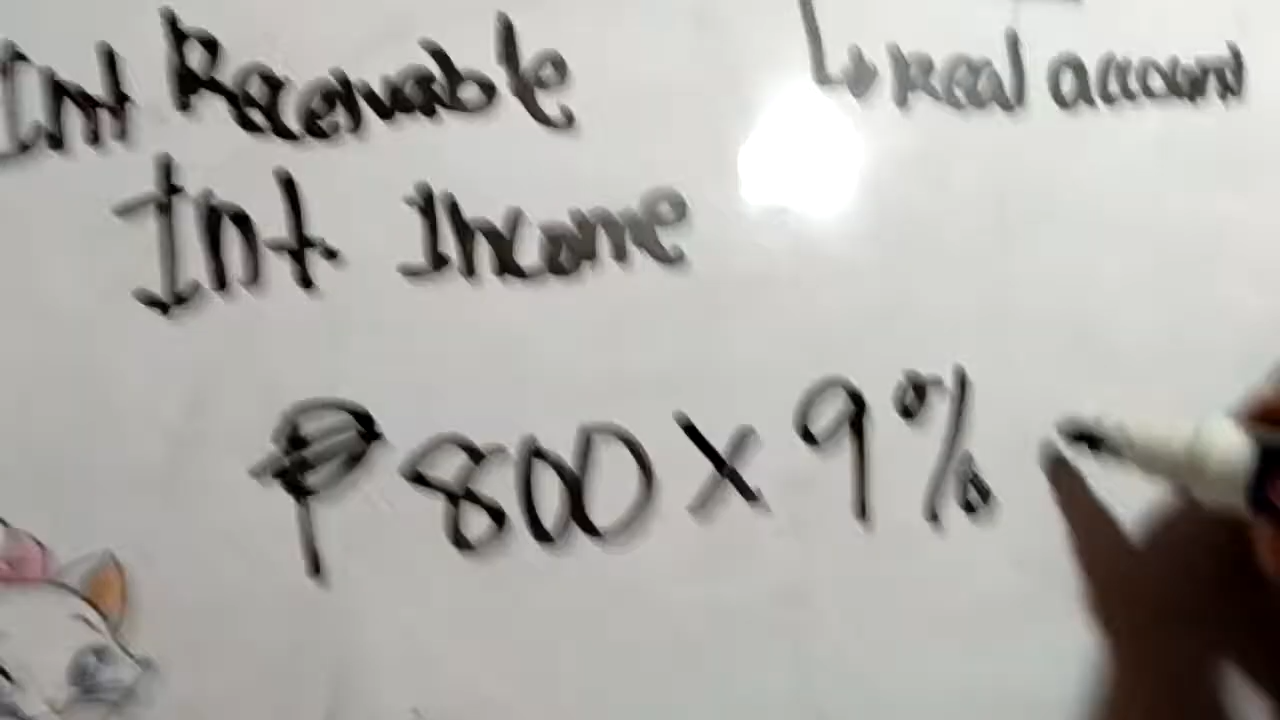 Int Receivable
↳ Real account
Int Income
₱ 800 x 9%